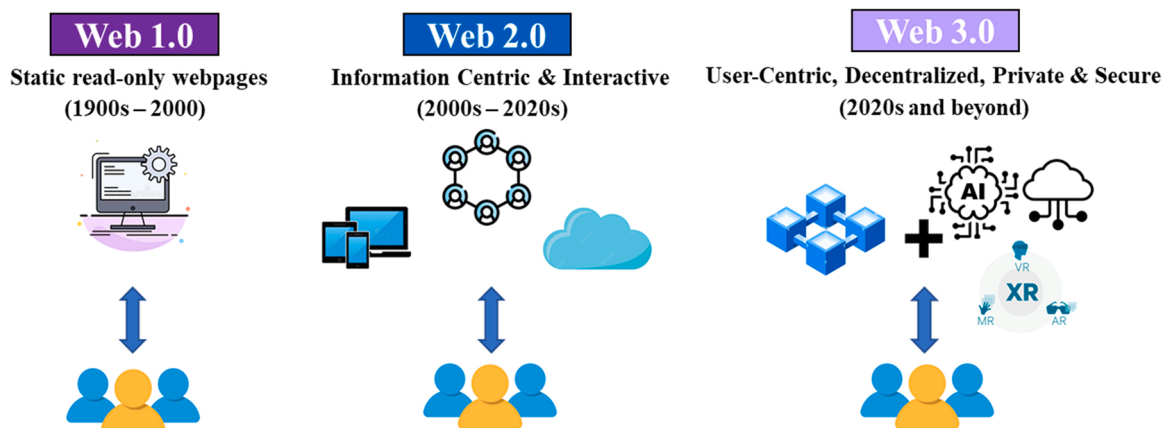 Web 1.0
Static read-only webpages
(1900s – 2000)
Web 2.0
Information Centric & Interactive
(2000s – 2020s)
Web 3.0
User-Centric, Decentralized, Private & Secure
(2020s and beyond)
AI
VR
XR
MR
AR